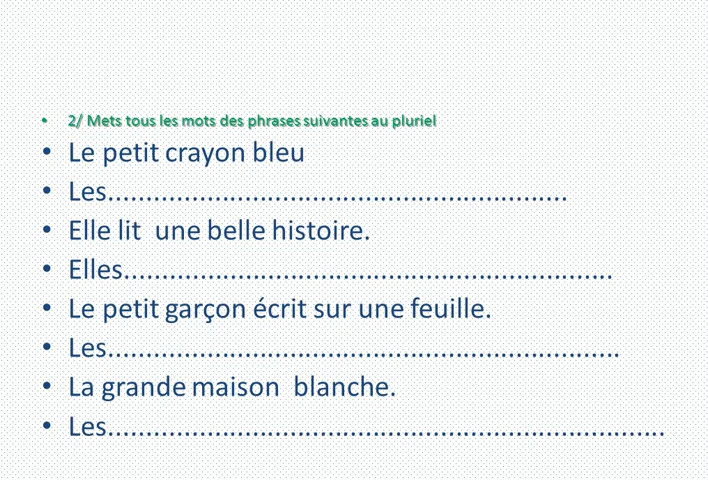 • 2/ Mets tous les mots des phrases suivantes au pluriel
• Le petit crayon bleu
• Les............................................................
• Elle lit  une belle histoire.
• Elles................................................................
• Le petit garçon écrit sur une feuille.
• Les...................................................................
• La grande maison  blanche.
• Les.........................................................................